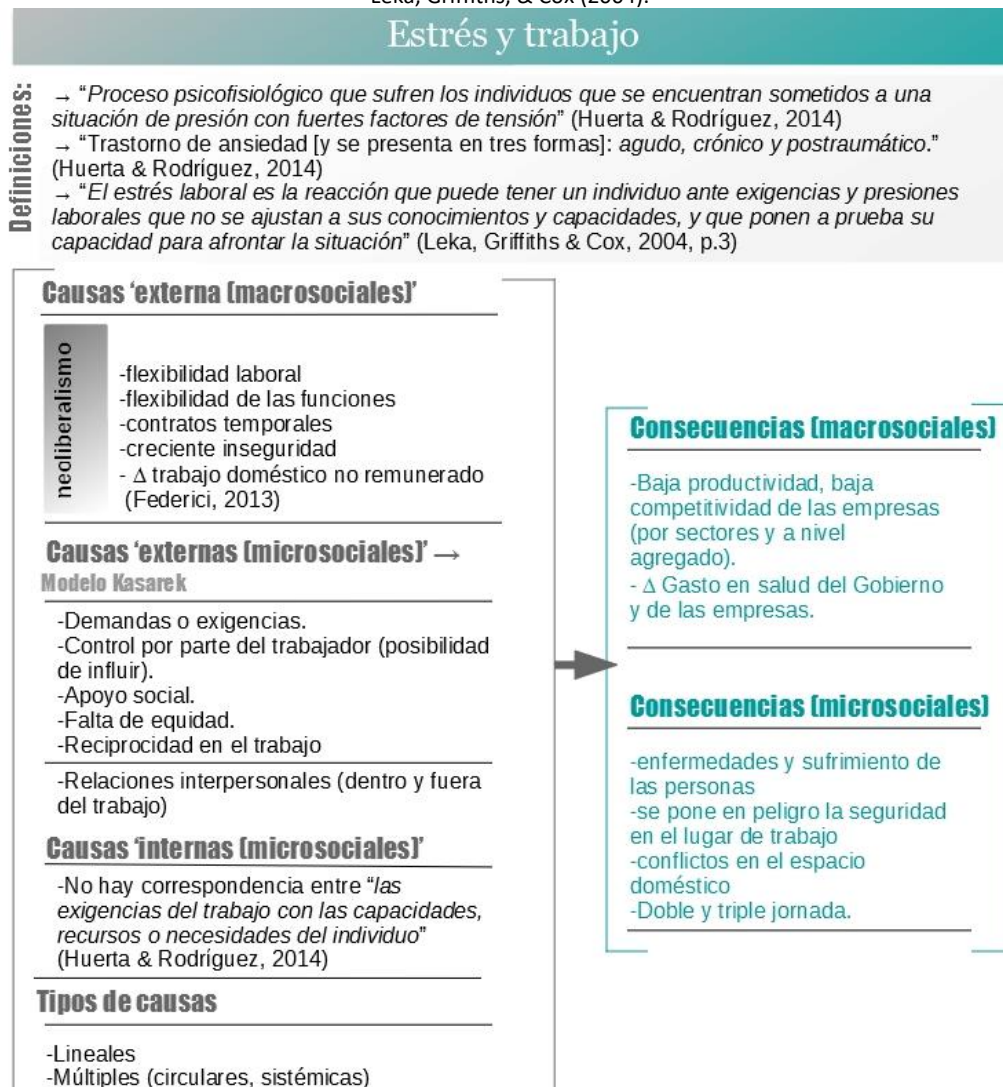 Leka, Griffiths, & Cox (2004).
Estrés y trabajo
Definiciones:
→ “Proceso psicofisiológico que sufren los individuos que se encuentran sometidos a una
situación de presión con fuertes factores de tensión” (Huerta & Rodríguez, 2014)
→ “Trastorno de ansiedad [y se presenta en tres formas]: agudo, crónico y postraumático.”
(Huerta & Rodríguez, 2014)
→ “El estrés laboral es la reacción que puede tener un individuo ante exigencias y presiones
laborales que no se ajustan a sus conocimientos y capacidades, y que ponen a prueba su
capacidad para afrontar la situación” (Leka, Griffiths & Cox, 2004, p.3)
Causas ‘externa (macrosociales)’
neoliberalismo
-flexibilidad laboral
-flexibilidad de las funciones
-contratos temporales
-creciente inseguridad
- Δ trabajo doméstico no remunerado
(Federici, 2013)
Causas ‘externas (microsociales)’ →
Modelo Kasarek
-Demandas o exigencias.
-Control por parte del trabajador (posibilidad
de influir).
-Apoyo social.
-Falta de equidad.
-Reciprocidad en el trabajo
-Relaciones interpersonales (dentro y fuera
del trabajo)
Causas ‘internas (microsociales)’
-No hay correspondencia entre “las
exigencias del trabajo con las capacidades,
recursos o necesidades del individuo”
(Huerta & Rodríguez, 2014)
Tipos de causas
-Lineales
-Múltiples (circulares, sistémicas)
Consecuencias (macrosociales)
-Baja productividad, baja
competitividad de las empresas
(por sectores y a nivel
agregado).
- Δ Gasto en salud del Gobierno
y de las empresas.
Consecuencias (microsociales)
-enfermedades y sufrimiento de
las personas
-se pone en peligro la seguridad
en el lugar de trabajo
-conflictos en el espacio
doméstico
-Doble y triple jornada.